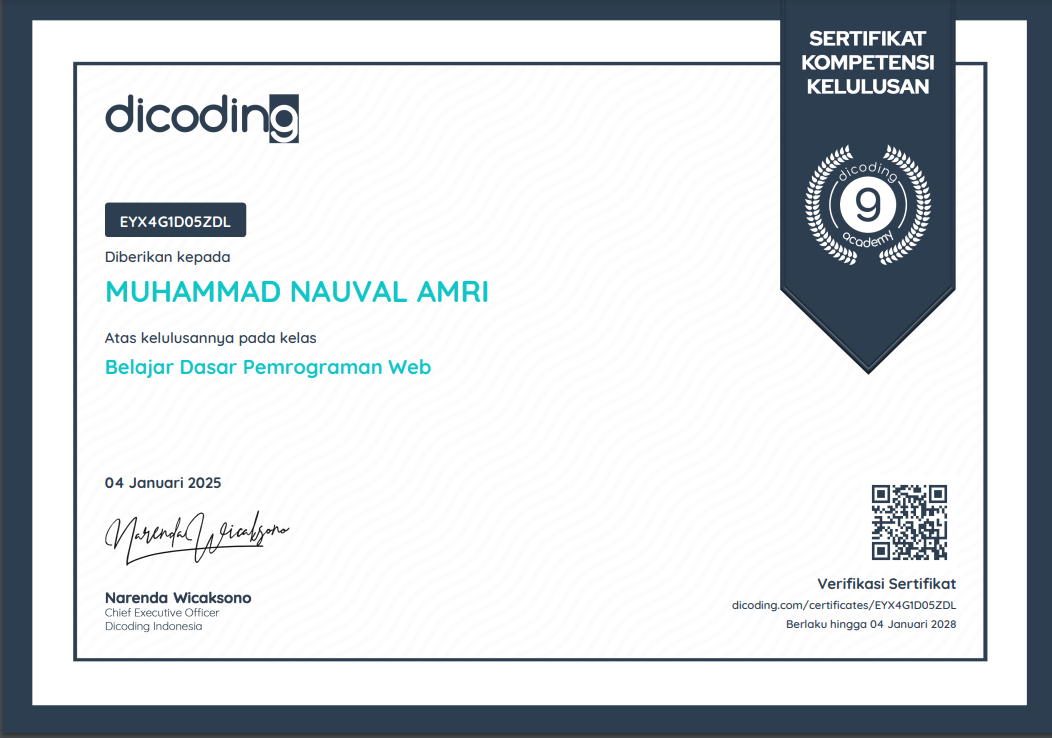 SERTIFIKAT
KOMPETENSI
KELULUSAN
dicoding
dicoding
9
academy
EYX4G1D05ZDL
Diberikan kepada
MUHAMMAD NAUVAL AMRI
Atas kelulusannya pada kelas
Belajar Dasar Pemrograman Web
04 Januari 2025
Narenda Wicaksono
Narenda Wicaksono
Chief Executive Officer
Dicoding Indonesia
Verifikasi Sertifikat
dicoding.com/certificates/EYX4G1D05ZDL
Berlaku hingga 04 Januari 2028